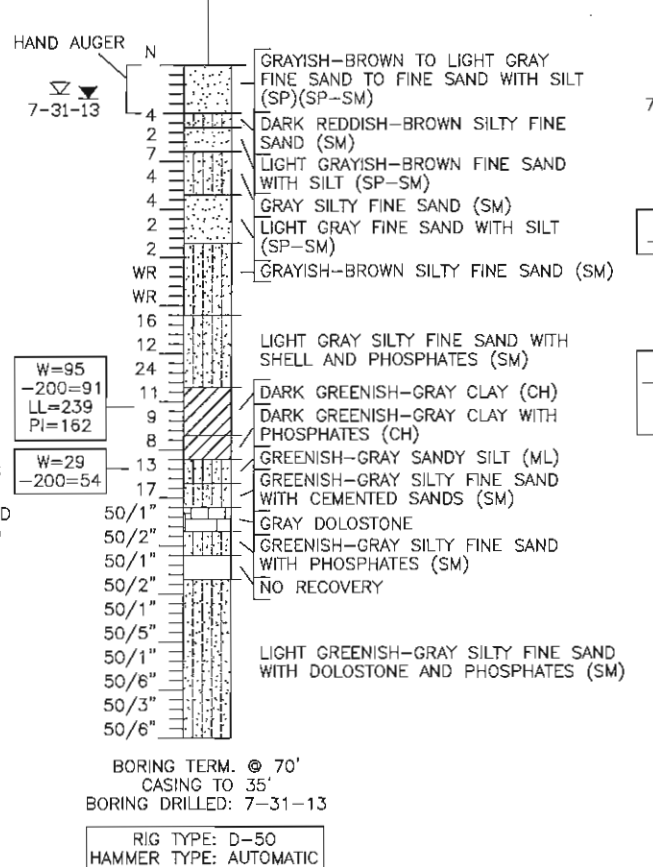 HAND AUGER
N
7-31-13
GRAYISH-BROWN TO LIGHT GRAY
FINE SAND TO FINE SAND WITH SILT
(SP)(SP-SM)
7
4
DARK REDDISH-BROWN SILTY FINE
SAND (SM)
2
7
LIGHT GRAYISH-BROWN FINE SAND
WITH SILT (SP-SM)
4
4
GRAY SILTY FINE SAND (SM)
2
LIGHT GRAY FINE SAND WITH SILT
(SP-SM)
2
WR
GRAYISH-BROWN SILTY FINE SAND (SM)
WR
16
12
LIGHT GRAY SILTY FINE SAND WITH
SHELL AND PHOSPHATES (SM)
24
W=95
-200=91
LL=239
PI=162
11
DARK GREENISH-GRAY CLAY (CH)
9
DARK GREENISH-GRAY CLAY WITH
PHOSPHATES (CH)
8
W=29
-200=54
13
GREENISH-GRAY SANDY SILT (ML)
17
GREENISH-GRAY SILTY FINE SAND
WITH CEMENTED SANDS (SM)
50/1"
GRAY DOLOSTONE
50/2"
GREENISH-GRAY SILTY FINE SAND
WITH PHOSPHATES (SM)
50/1"
NO RECOVERY
50/2"
50/1"
50/5"
50/1"
LIGHT GREENISH-GRAY SILTY FINE SAND
WITH DOLOSTONE AND PHOSPHATES (SM)
50/6"
50/3"
50/6"
BORING TERM. @ 70'
CASING TO 35'
BORING DRILLED: 7-31-13
RIG TYPE: D-50
HAMMER TYPE: AUTOMATIC